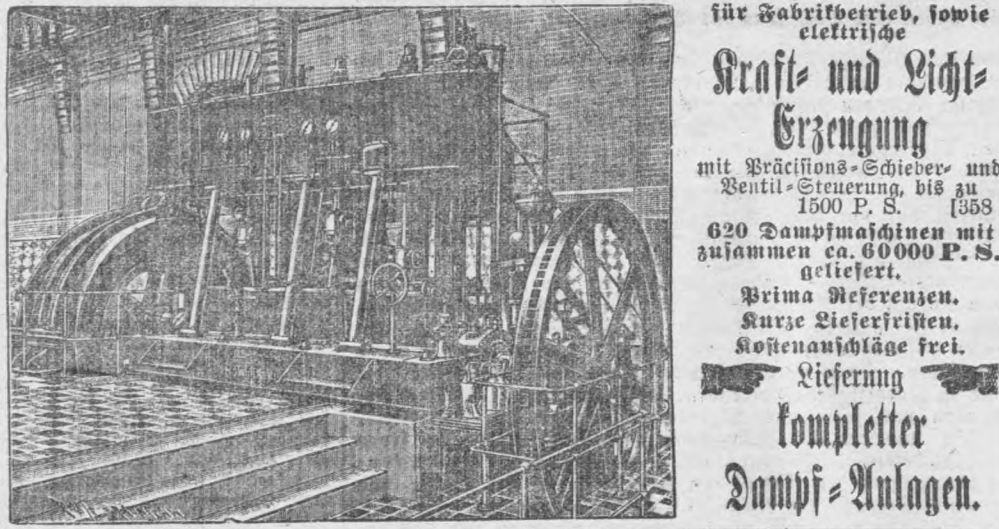 für Fabrikbetrieb, sowie
elektrische
Kraft- und Licht-
Erzeugung
mit Präcisions-Schieber- und
Ventil-Steuerung, bis zu
1500 P. S. [358
620 Dampfmaschinen mit
zusammen ca. 60000 P. S.
geliefert.
Prima Referenzen.
Kurze Lieferfristen.
Kostenanschläge frei.
Lieferung
kompletter
Dampf-Anlagen.